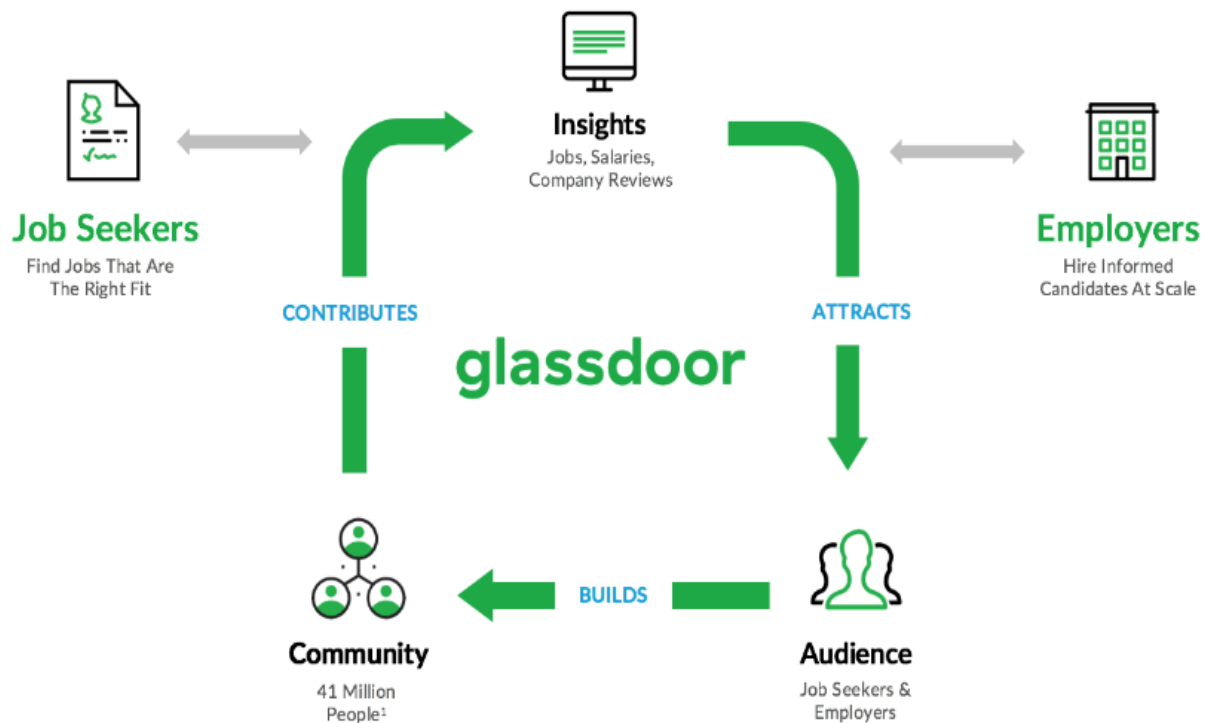 Insights
Jobs, Salaries,
Company Reviews
Job Seekers
Find Jobs That Are
The Right Fit
Employers
Hire Informed
Candidates At Scale
CONTRIBUTES
ATTRACTS
glassdoor
BUILDS
Community
41 Million
People¹
Audience
Job Seekers &
Employers